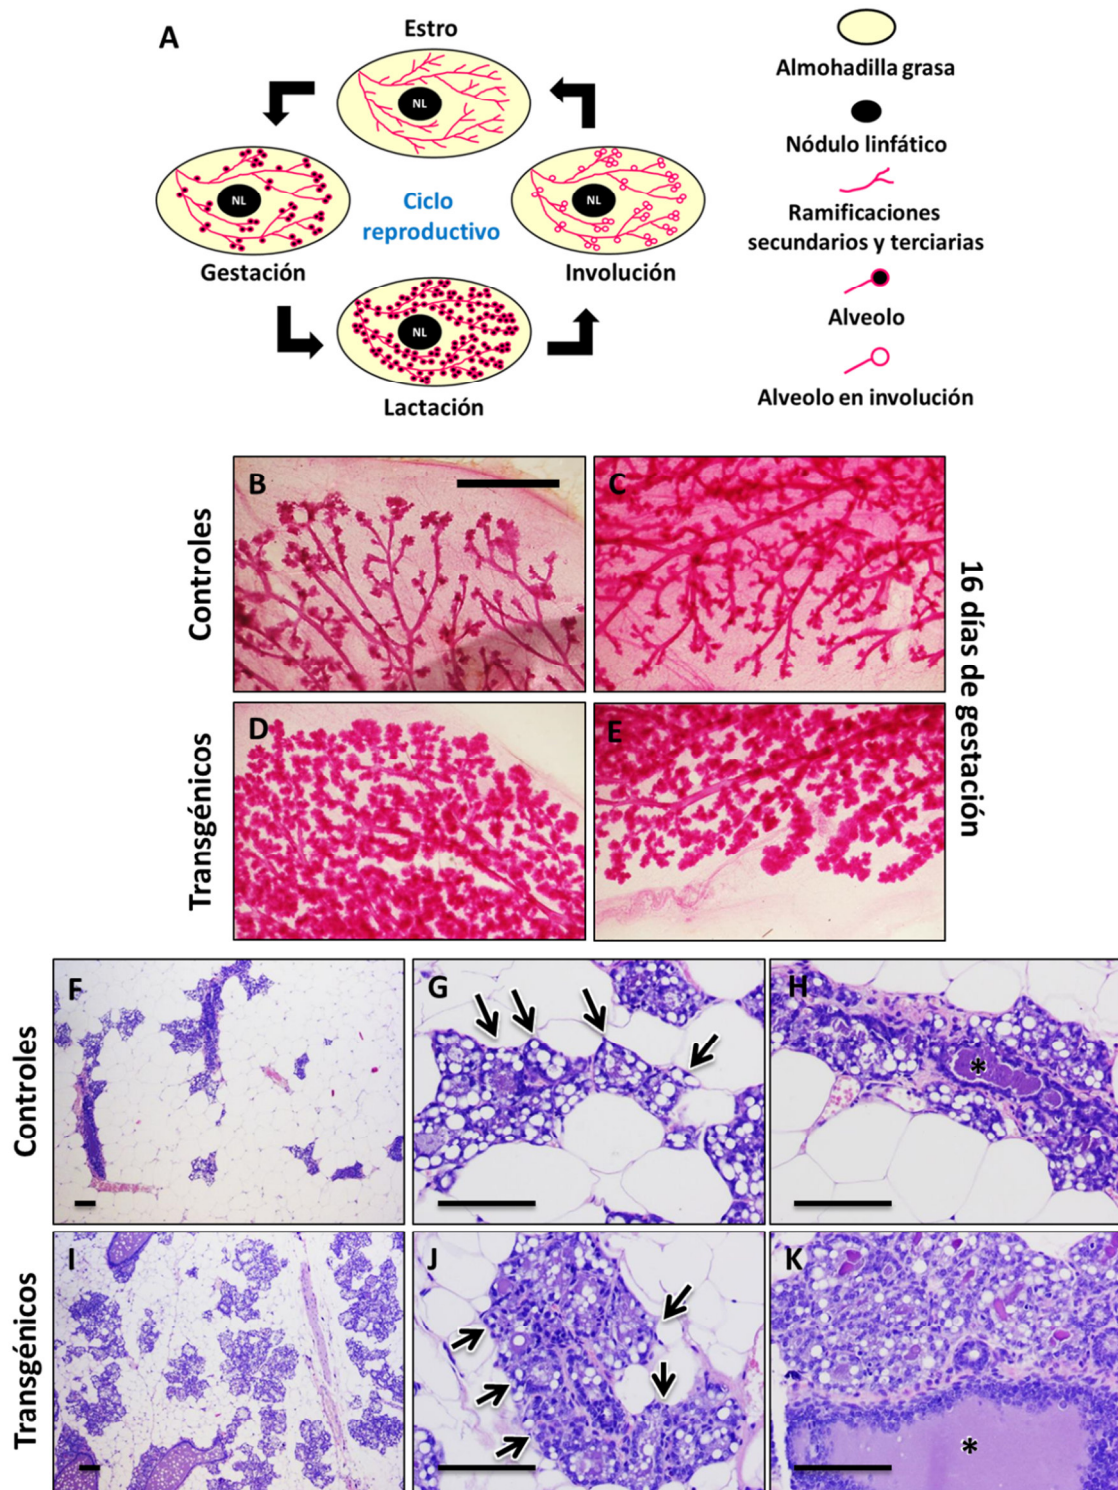 A
Estro
NL
NL
Ciclo
reproductivo
NL
Gestación
Involución
NL
Lactación
Almohadilla grasa
Nódulo linfático
Ramificaciones
secundarios y terciarias
Alveolo
Alveolo en involución
Controles
B
C
Transgénicos
D
E
16 días de gestación
Controles
F
G
H
*
Transgénicos
I
J
K
*